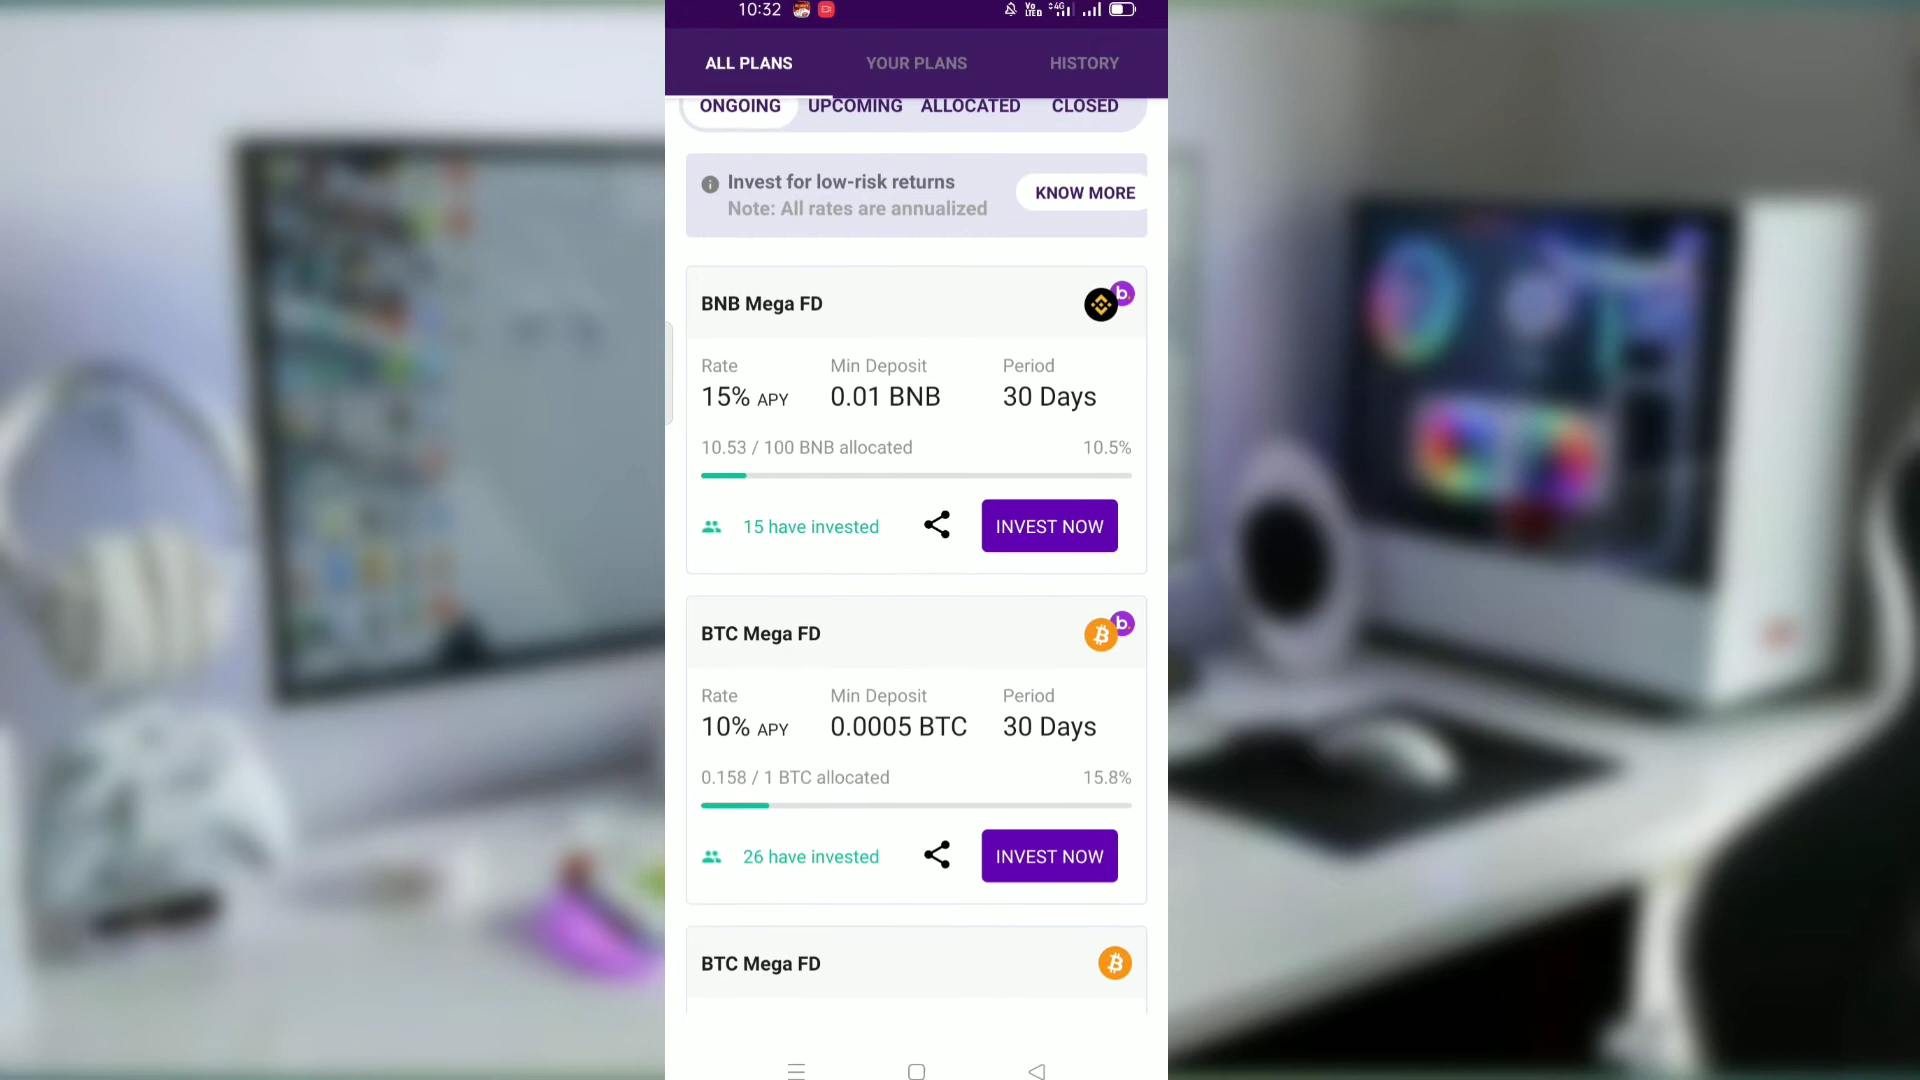 10:32
Vo LTED 4G
ALL PLANS YOUR PLANS HISTORY
ONGOING UPCOMING ALLOCATED CLOSED
Invest for low-risk returns
Note: All rates are annualized
KNOW MORE
BNB Mega FD
b.
Rate Min Deposit Period
15% APY 0.01 BNB 30 Days
10.53 / 100 BNB allocated 10.5%
15 have invested INVEST NOW
BTC Mega FD
b.
Rate Min Deposit Period
10% APY 0.0005 BTC 30 Days
0.158 / 1 BTC allocated 15.8%
26 have invested INVEST NOW
BTC Mega FD